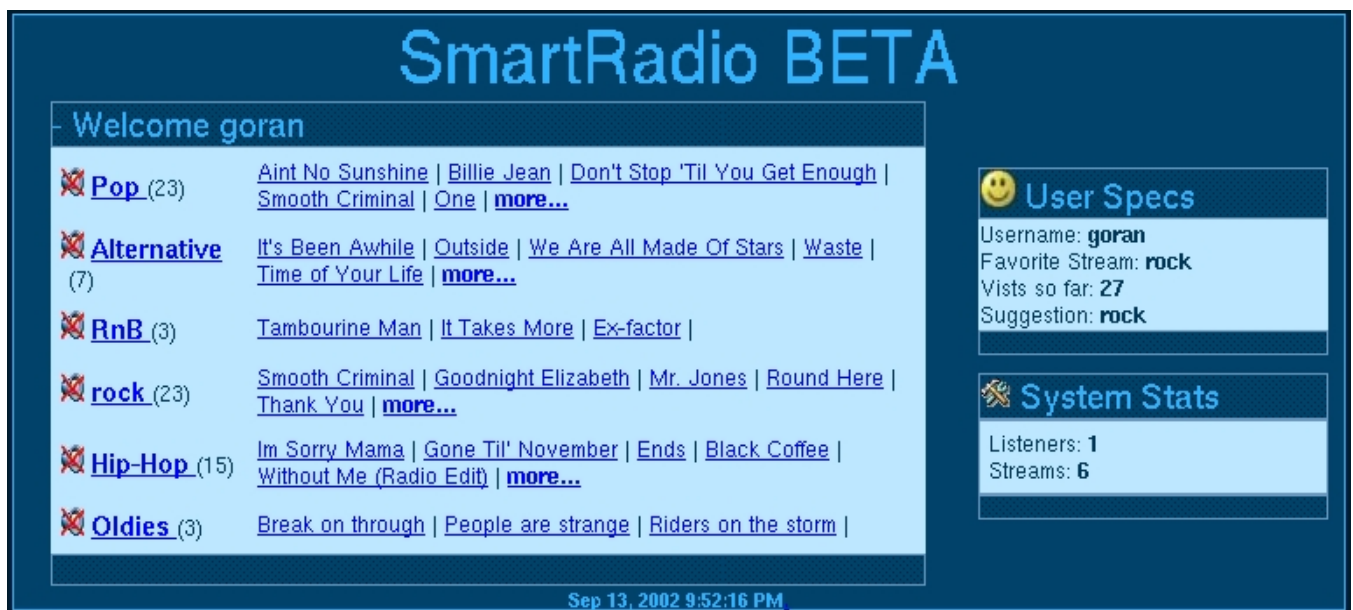 SmartRadio BETA
- Welcome goran
Pop (23)
Aint No Sunshine | Billie Jean | Don't Stop 'Til You Get Enough |
Smooth Criminal | One | more...
Alternative
(7)
It's Been Awhile | Outside | We Are All Made Of Stars | Waste |
Time of Your Life | more...
RnB (3)
Tambourine Man | It Takes More | Ex-factor |
rock (23)
Smooth Criminal | Goodnight Elizabeth | Mr. Jones | Round Here |
Thank You | more...
Hip-Hop (15)
Im Sorry Mama | Gone Til' November | Ends | Black Coffee |
Without Me (Radio Edit) | more...
Oldies (3)
Break on through | People are strange | Riders on the storm |
User Specs
Username: goran
Favorite Stream: rock
Vists so far: 27
Suggestion: rock
System Stats
Listeners: 1
Streams: 6
Sep 13, 2002 9:52:16 PM